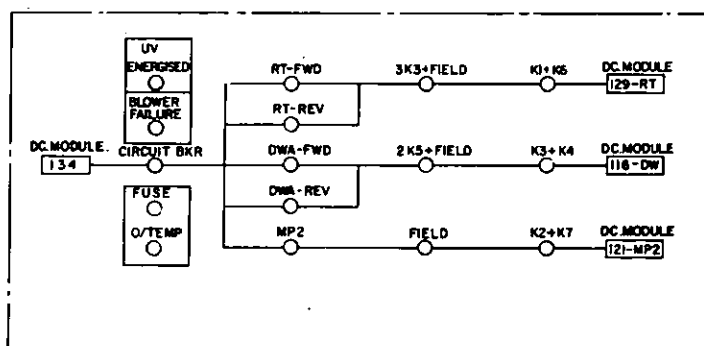 UV
ENERGISED
BLOWER
FAILURE
RT-FWD
3K3+FIELD
K1+K6
DC.MODULE
129-RT
RT-REV
DC.MODULE.
134
CIRCUIT BKR
DWA-FWD
2K5+FIELD
K3+K4
DC.MODULE
116-DW
FUSE
DWA-REV
O/TEMP
MP2
FIELD
K2+K7
DC.MODULE
121-MP2